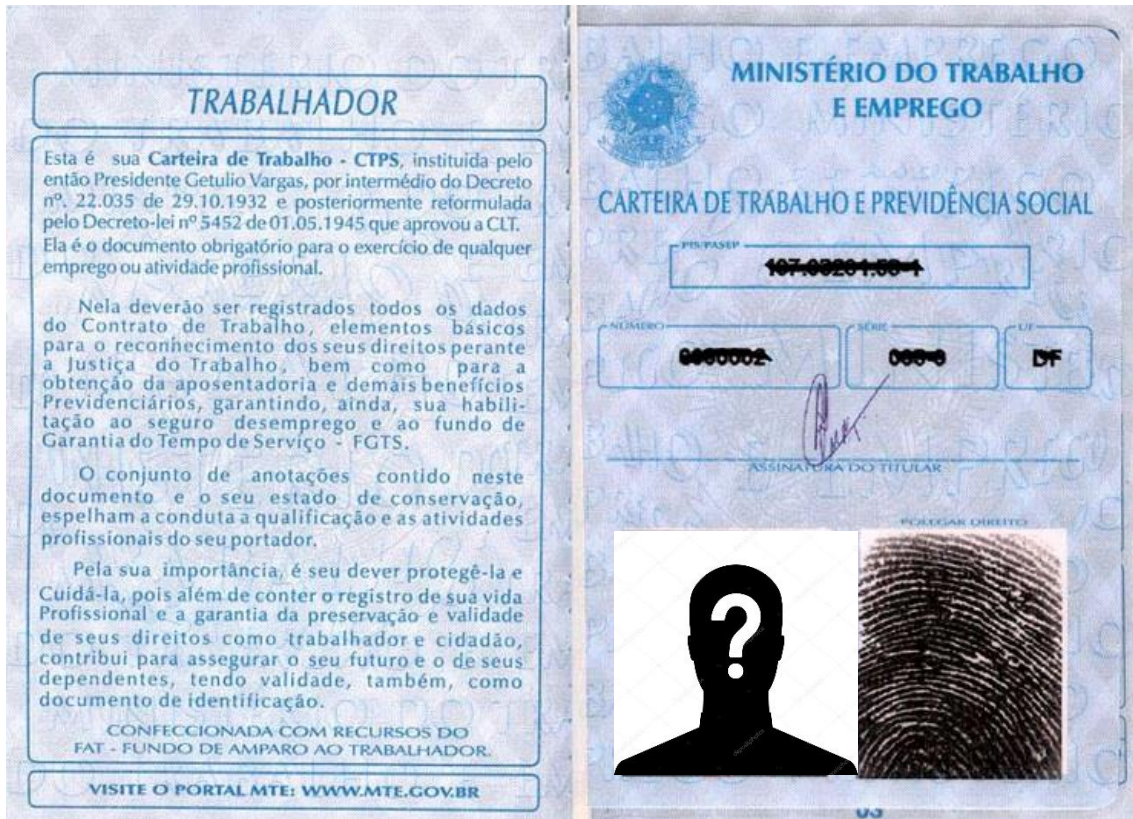 TRABALHADOR
Esta é sua Carteira de Trabalho - CTPS, instituida pelo
então Presidente Getulio Vargas, por intermédio do Decreto
nº. 22.035 de 29.10.1932 e posteriormente reformulada
pelo Decreto-lei nº 5452 de 01.05.1945 que aprovou a CLT.
Ela é o documento obrigatório para o exercício de qualquer
emprego ou atividade profissional.
Nela deverão ser registrados todos os dados
do Contrato de Trabalho, elementos básicos
para o reconhecimento dos seus direitos perante
a Justiça do Trabalho, bem como para a
obtenção da aposentadoria e demais benefícios
Previdenciários, garantindo, ainda, sua habili-
tação ao seguro desemprego e ao fundo de
Garantia do Tempo de Serviço - FGTS.
O conjunto de anotações contido neste
documento e o seu estado de conservação,
espelham a conduta a qualificação e as atividades
profissionais do seu portador.
Pela sua importância, é seu dever protegê-la e
Cuidá-la, pois além de conter o registro de sua vida
Profissional e a garantia da preservação e validade
de seus direitos como trabalhador e cidadão,
contribui para assegurar o seu futuro e o de seus
dependentes, tendo validade, também, como
documento de identificação.
CONFECCIONADA COM RECURSOS DO
FAT - FUNDO DE AMPARO AO TRABALHADOR.
VISITE O PORTAL MTE: WWW.MTE.GOV.BR
MINISTÉRIO DO TRABALHO
E EMPREGO
CARTEIRA DE TRABALHO E PREVIDÊNCIA SOCIAL
PIS/PASEP
NÚMERO SÉRIE UF
DF
ASSINATURA DO TITULAR
POLEGAR DIREITO
?
03